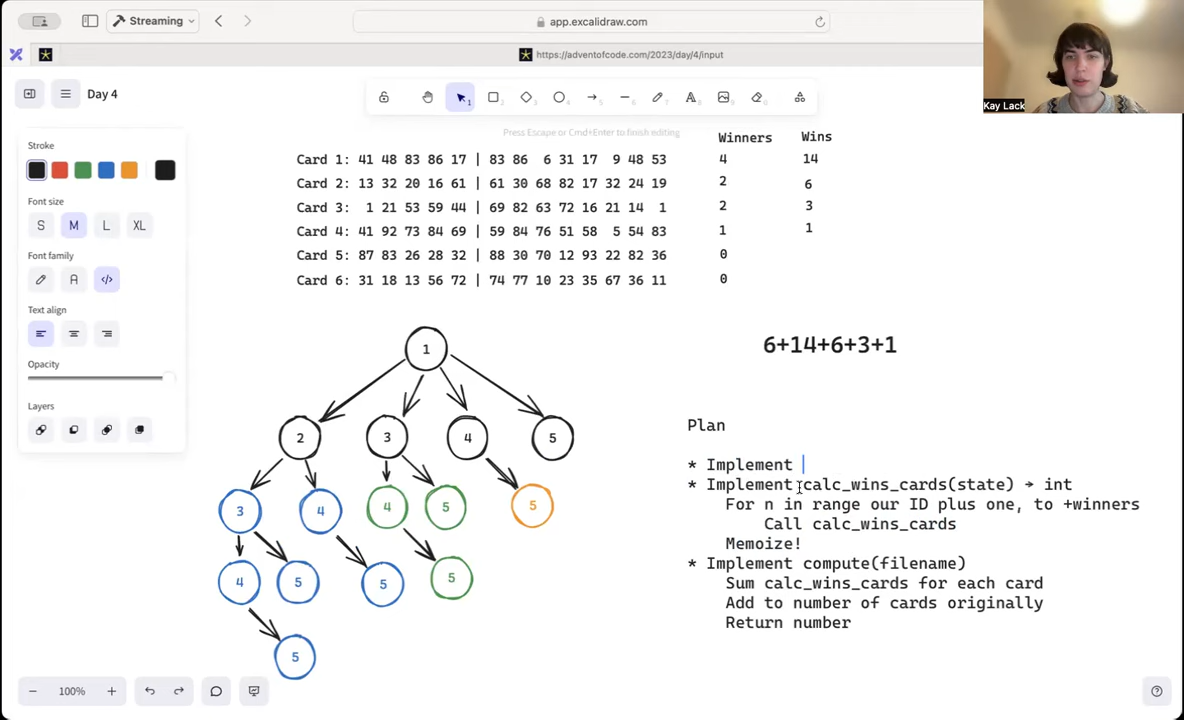 Streaming
app.excalidraw.com
https://adventofcode.com/2023/day/4/input
Kay Lack
Day 4
Press Escape or Cmd+Enter to finish editing
Stroke
Font size
S M L XL
Font family
A </>
Text align
Opacity
Layers
Winners Wins
Card 1: 41 48 83 86 17 | 83 86 6 31 17 9 48 53 4 14
Card 2: 13 32 20 16 61 | 61 30 68 82 17 32 24 19 2 6
Card 3: 1 21 53 59 44 | 69 82 63 72 16 21 14 1 2 3
Card 4: 41 92 73 84 69 | 59 84 76 51 58 5 54 83 1 1
Card 5: 87 83 26 28 32 | 88 30 70 12 93 22 82 36 0
Card 6: 31 18 13 56 72 | 74 77 10 23 35 67 36 11 0
1
2 3 4 5
3 4 4 5 5
4 5 5 5
5
6+14+6+3+1
Plan
* Implement
* Implement calc_wins_cards(state) → int
For n in range our ID plus one, to +winners
Call calc_wins_cards
Memoize!
* Implement compute(filename)
Sum calc_wins_cards for each card
Add to number of cards originally
Return number
100%